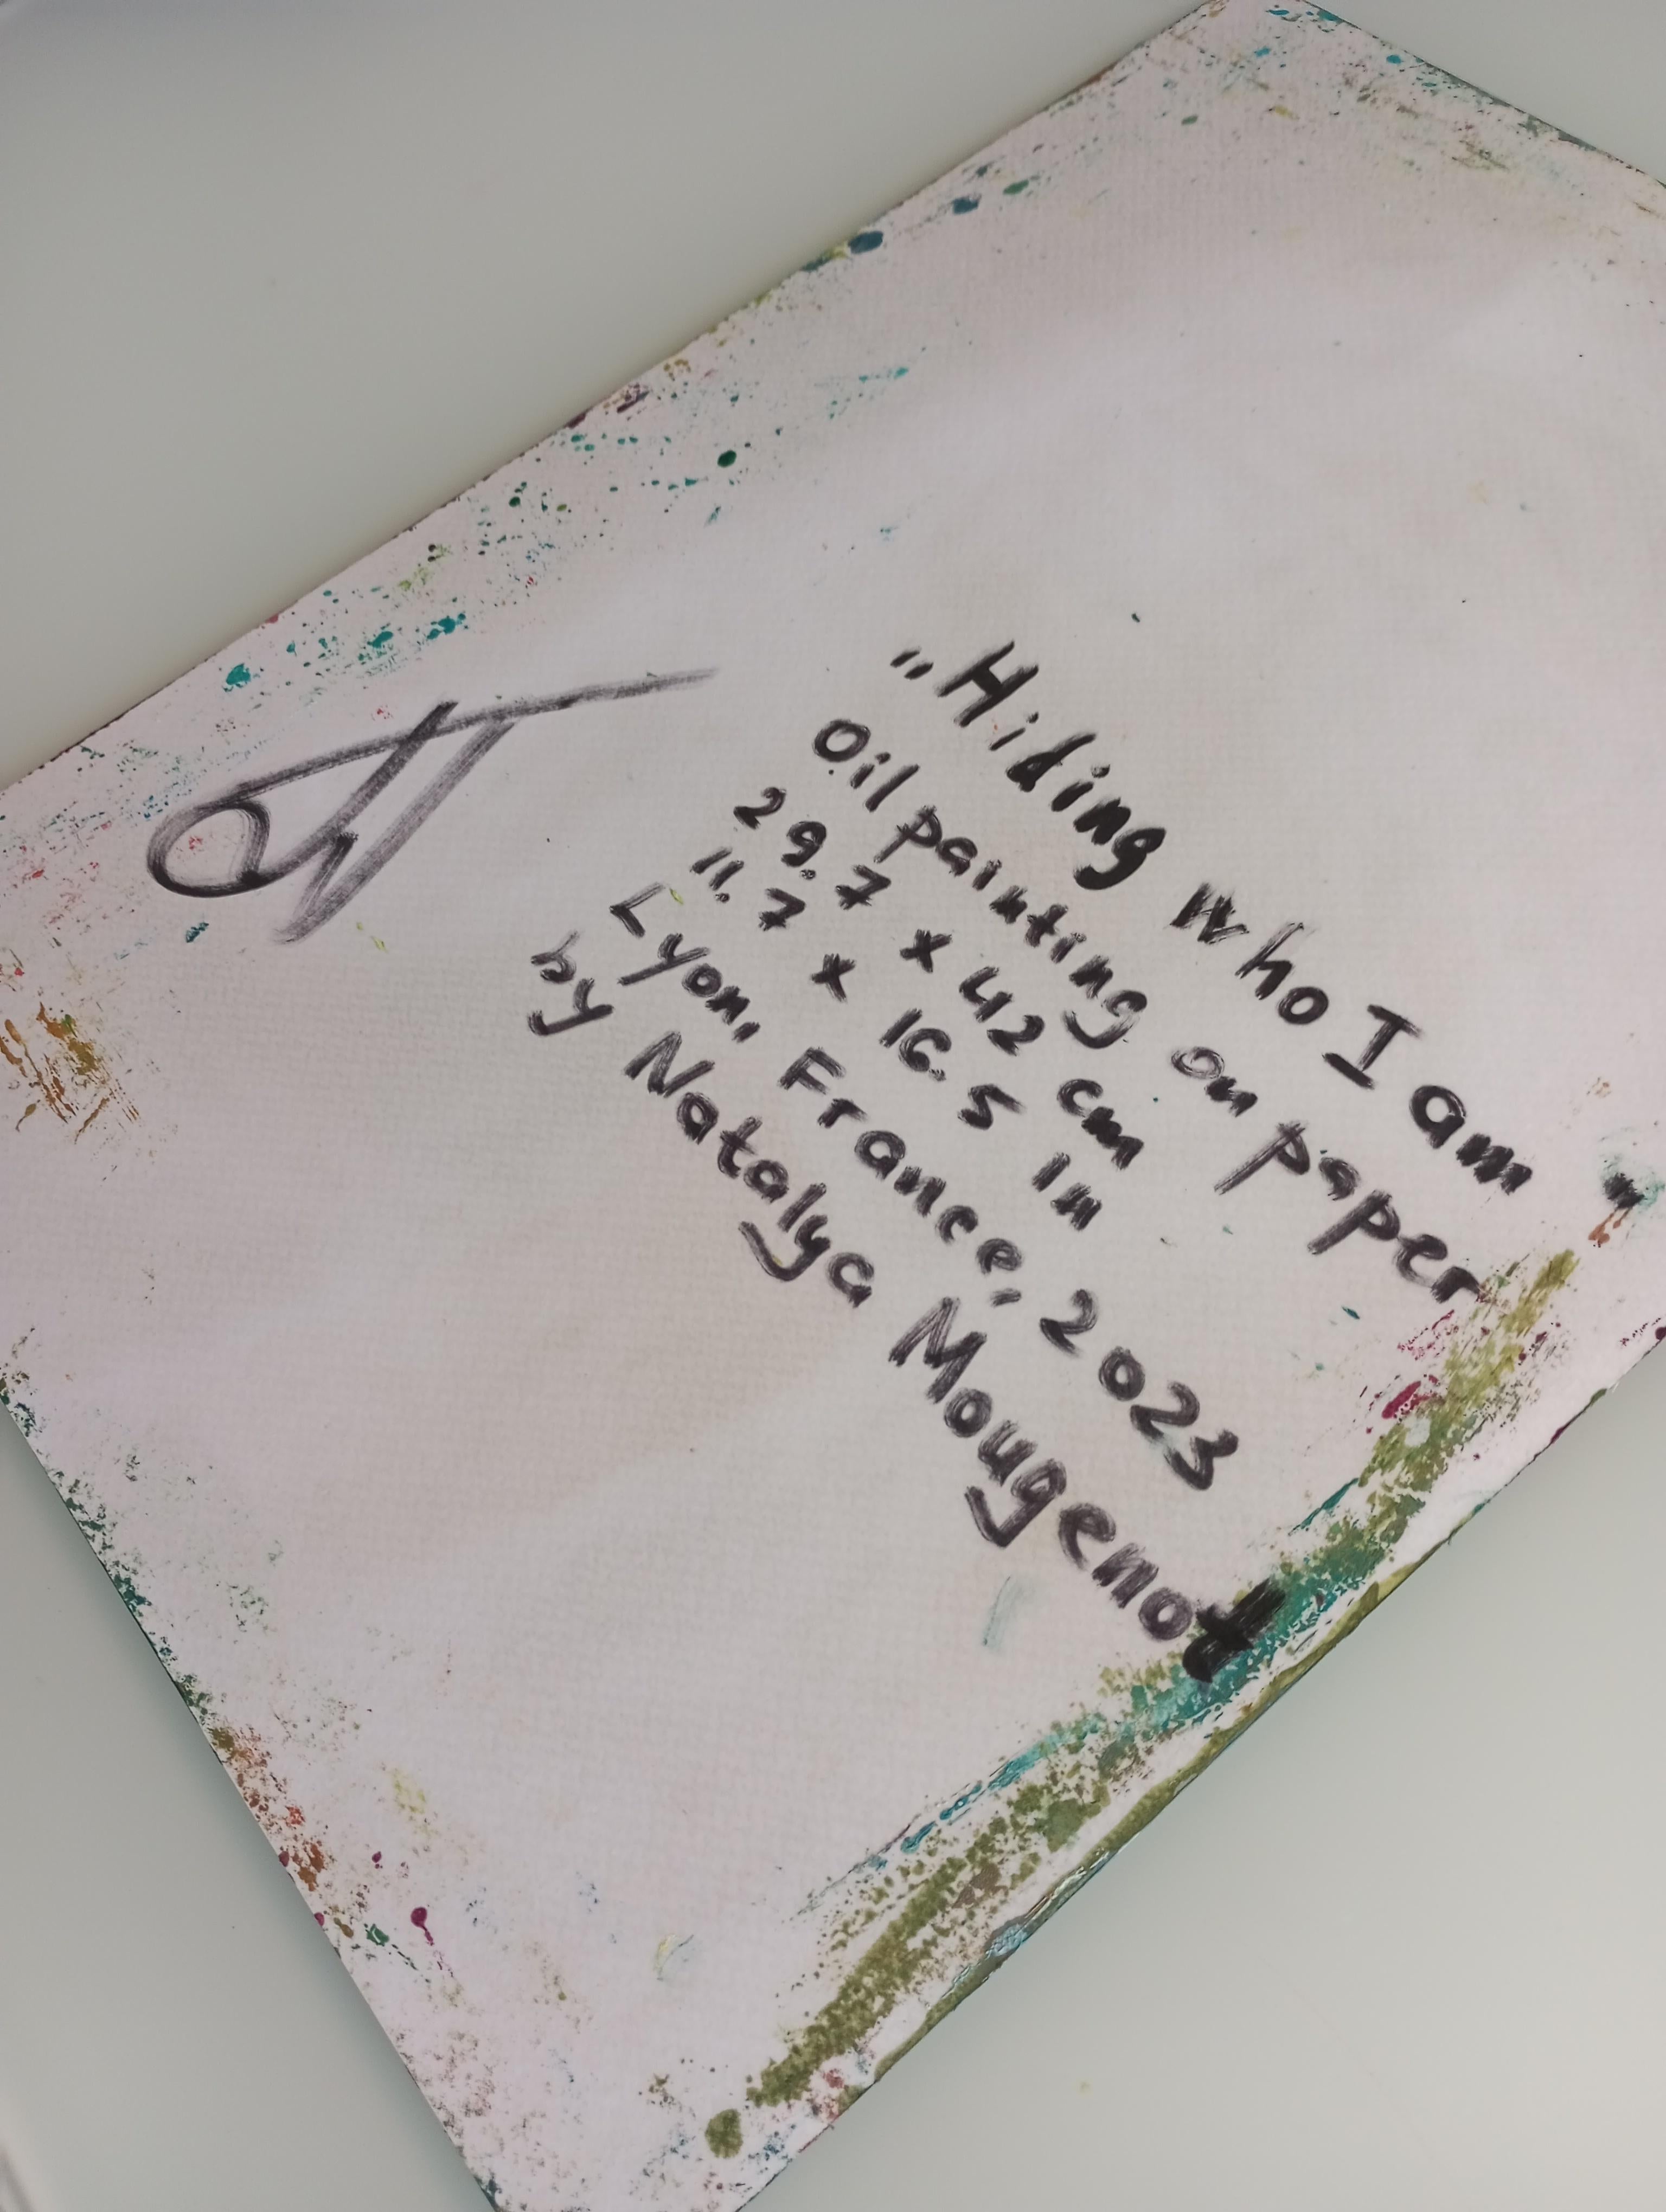 "Hiding who I am"
Oil painting on paper
29.7 x 42 cm
11.7 x 16.5 in
Lyon, France, 2023
by Natalya Mougenot